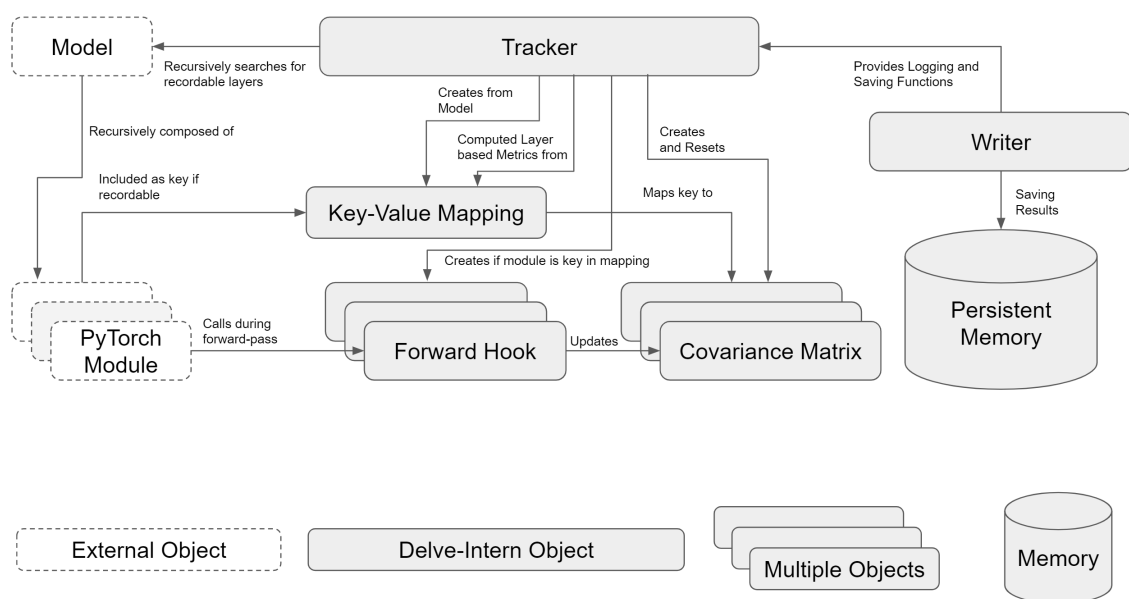 Model
Tracker
Recursively searches for
recordable layers
Provides Logging and
Saving Functions
Creates from
Model
Recursively composed of
Computed Layer
based Metrics from
Creates
and Resets
Writer
Included as key if
recordable
Key-Value Mapping
Maps key to
Saving
Results
Creates if module is key in mapping
Persistent
Memory
PyTorch
Module
Calls during
forward-pass
Forward Hook
Updates
Covariance Matrix
External Object
Delve-Intern Object
Multiple Objects
Memory